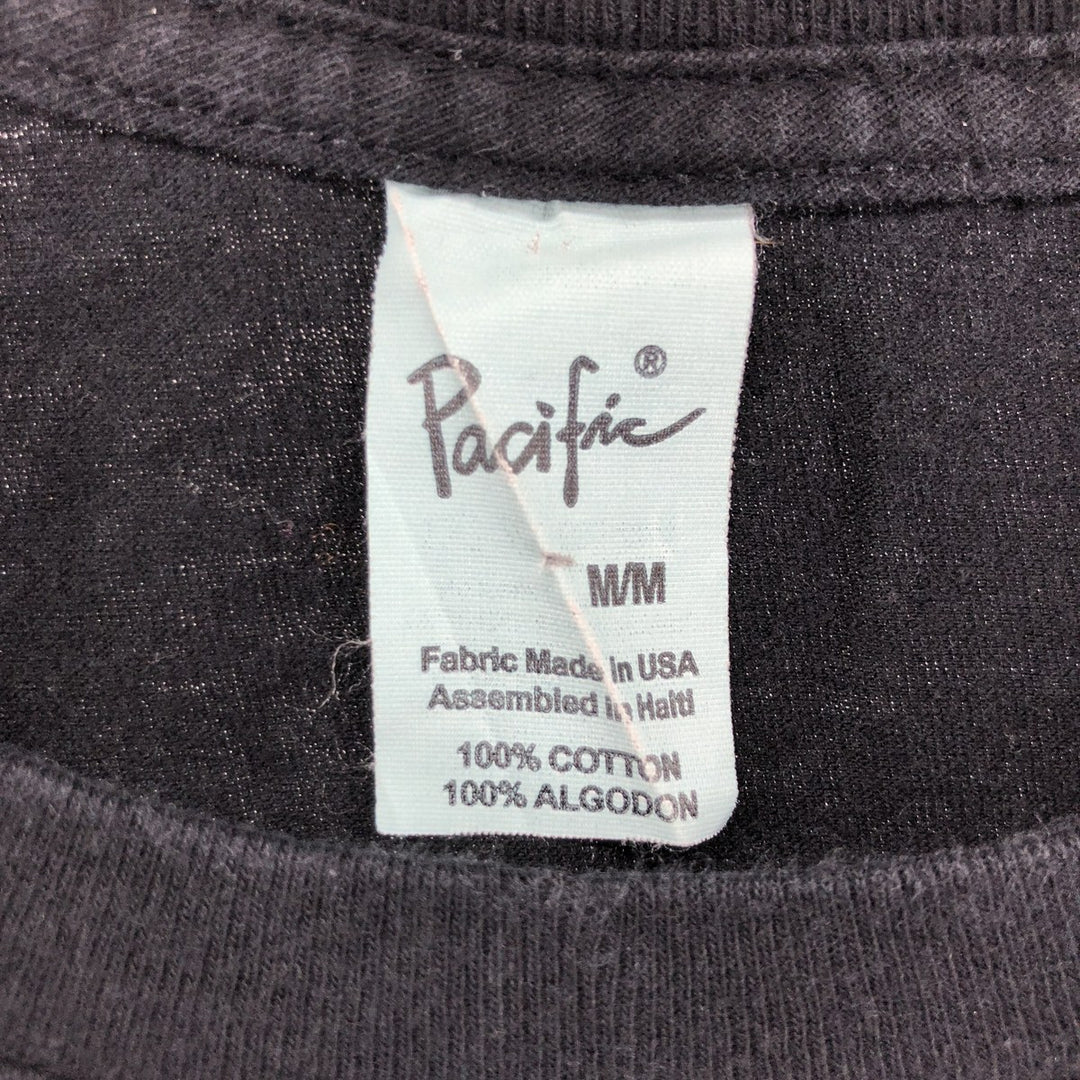 Pacific®
M/M
Fabric Made in USA
Assembled in Haiti
100% COTTON
100% ALGODON